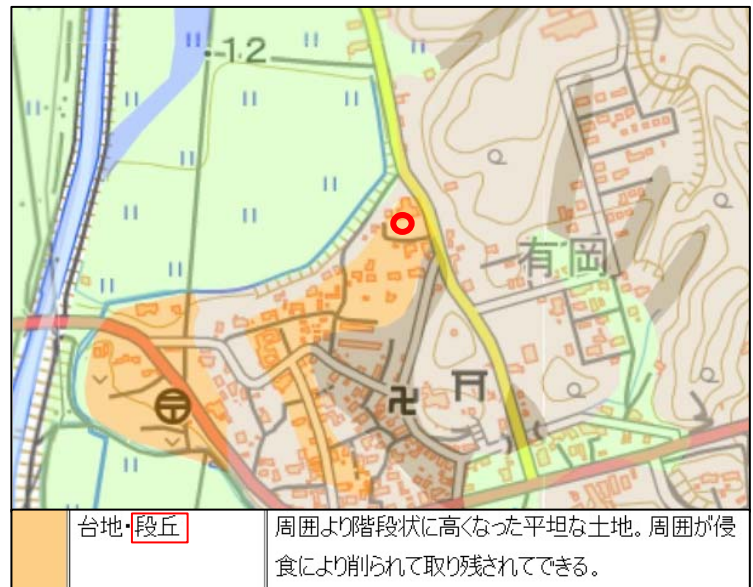 -12
有岡
台地・段丘
周囲より階段状に高くなった平坦な土地。周囲が侵
食により削られて取り残されてできる。